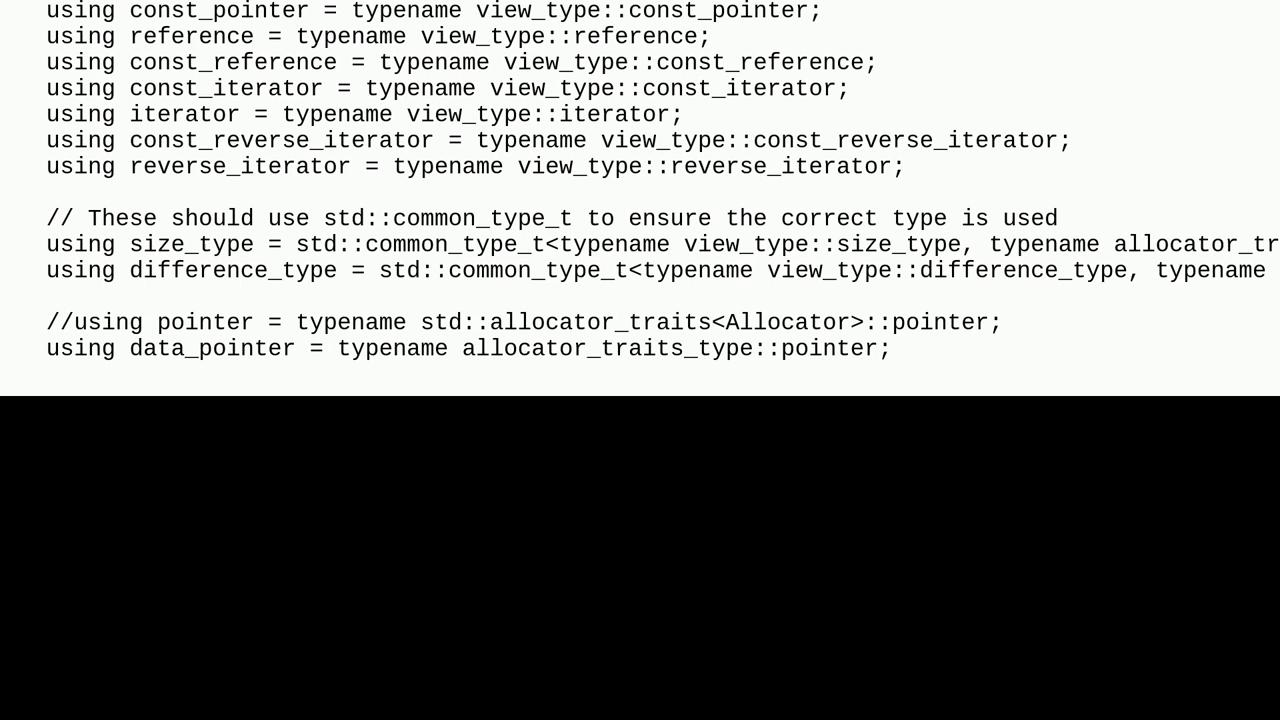 using const_pointer = typename view_type::const_pointer;
using reference = typename view_type::reference;
using const_reference = typename view_type::const_reference;
using const_iterator = typename view_type::const_iterator;
using iterator = typename view_type::iterator;
using const_reverse_iterator = typename view_type::const_reverse_iterator;
using reverse_iterator = typename view_type::reverse_iterator;
// These should use std::common_type_t to ensure the correct type is used
using size_type = std::common_type_t<typename view_type::size_type, typename allocator_tr
using difference_type = std::common_type_t<typename view_type::difference_type, typename
//using pointer = typename std::allocator_traits<Allocator>::pointer;
using data_pointer = typename allocator_traits_type::pointer;